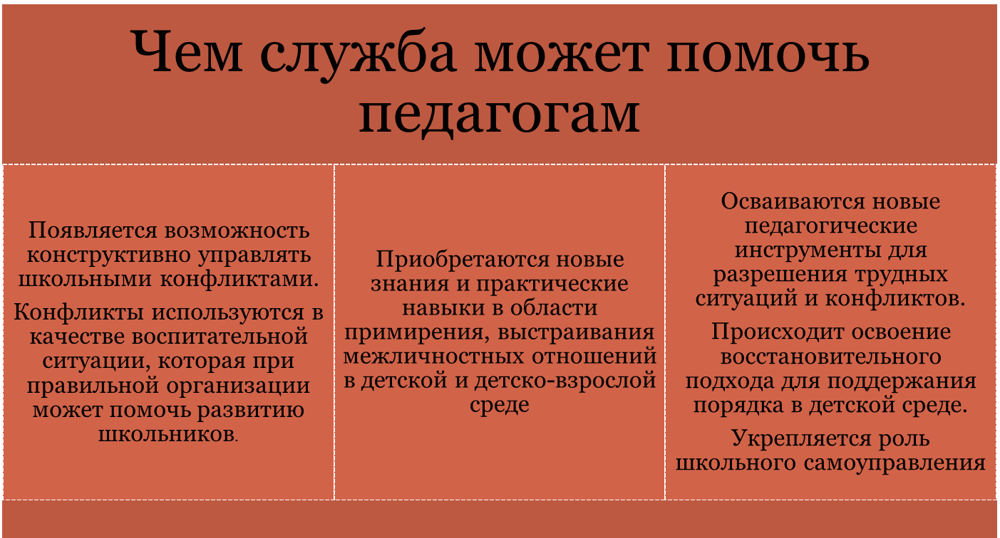 Чем служба может помочь
педагогам
Появляется возможность
конструктивно управлять
школьными конфликтами.
Конфликты используются в
качестве воспитательной
ситуации, которая при
правильной организации
может помочь развитию
школьников.
Приобретаются новые
знания и практические
навыки в области
примирения, выстраивания
межличностных отношений
в детской и детско-взрослой
среде
Осваиваются новые
педагогические
инструменты для
разрешения трудных
ситуаций и конфликтов.
Происходит освоение
восстановительного
подхода для поддержания
порядка в детской среде.
Укрепляется роль
школьного самоуправления